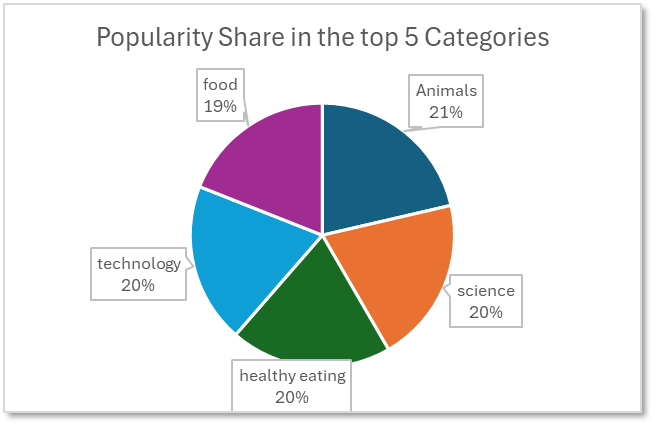 Popularity Share in the top 5 Categories
food
19%
Animals
21%
technology
20%
science
20%
healthy eating
20%